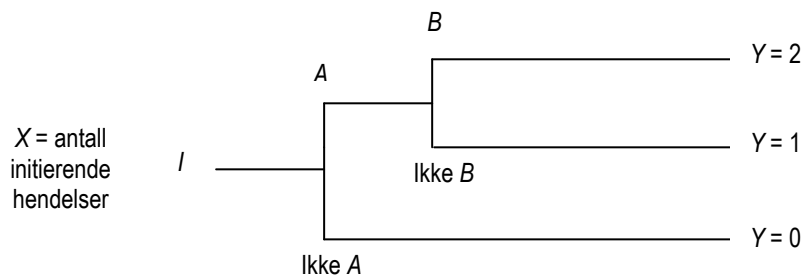 B
Y = 2
A
X = antall
initierende
hendelser
I
Y = 1
Ikke B
Y = 0
Ikke A